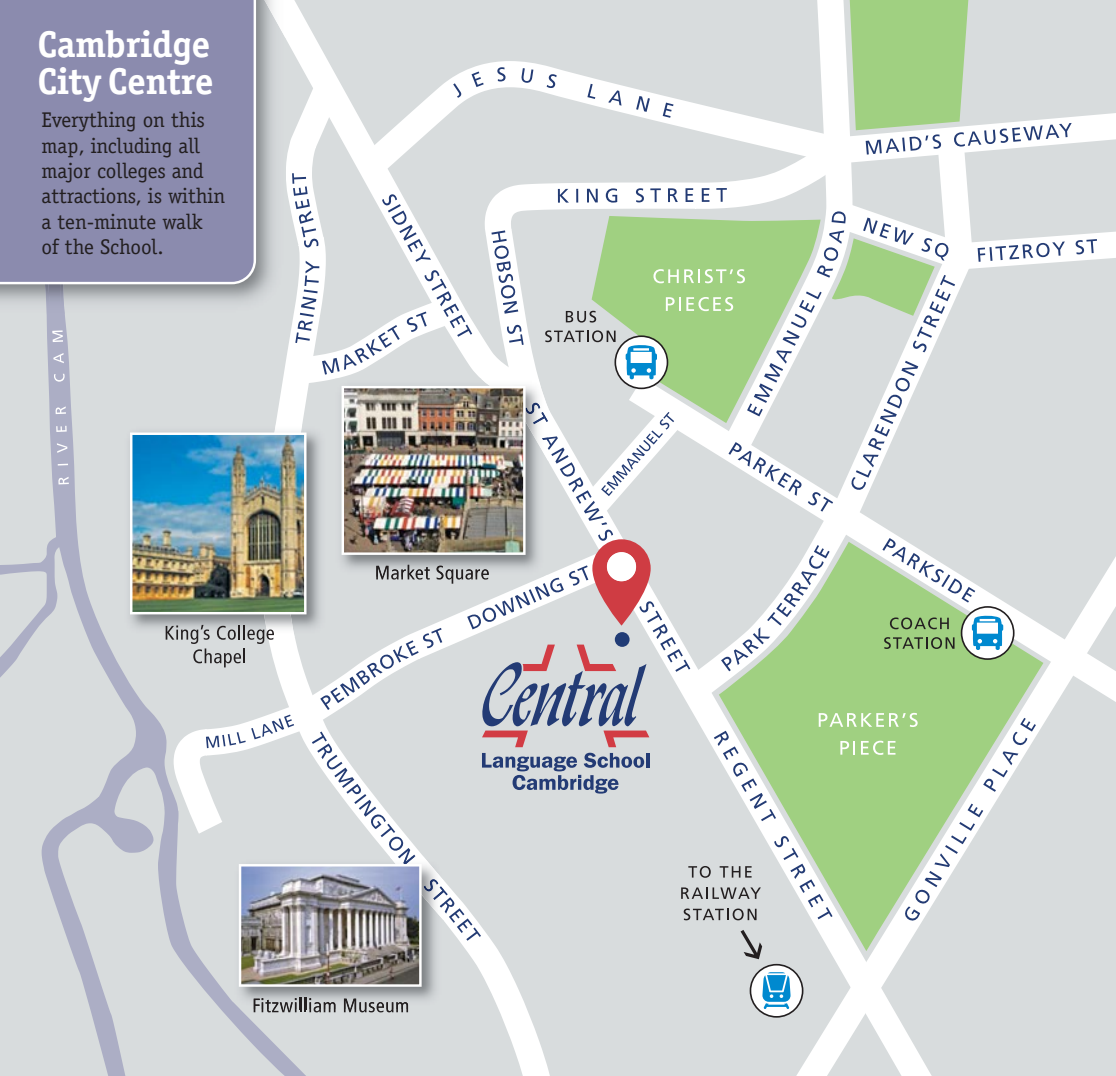 Cambridge
City Centre
Everything on this
map, including all
major colleges and
attractions, is within
a ten-minute walk
of the School.
JESUS LANE
MAID'S CAUSEWAY
KING STREET
TRINITY STREET
SIDNEY STREET
HOBSON ST
EMMANUEL ROAD
NEW SQ
FITZROY ST
CHRIST'S
PIECES
BUS
STATION
MARKET ST
RIVER CAM
CLARENDON STREET
ST ANDREW'S
STREET
EMMANUEL ST
PARKER ST
PARKSIDE
Market Square
King's College
Chapel
DOWNING ST
PEMBROKE ST
MILL LANE
PARK TERRACE
COACH
STATION
PARKER'S
PIECE
Central
Language School
Cambridge
TRUMPINGTON STREET
REGENT STREET
GONVILLE PLACE
TO THE
RAILWAY
STATION
Fitzwilliam Museum